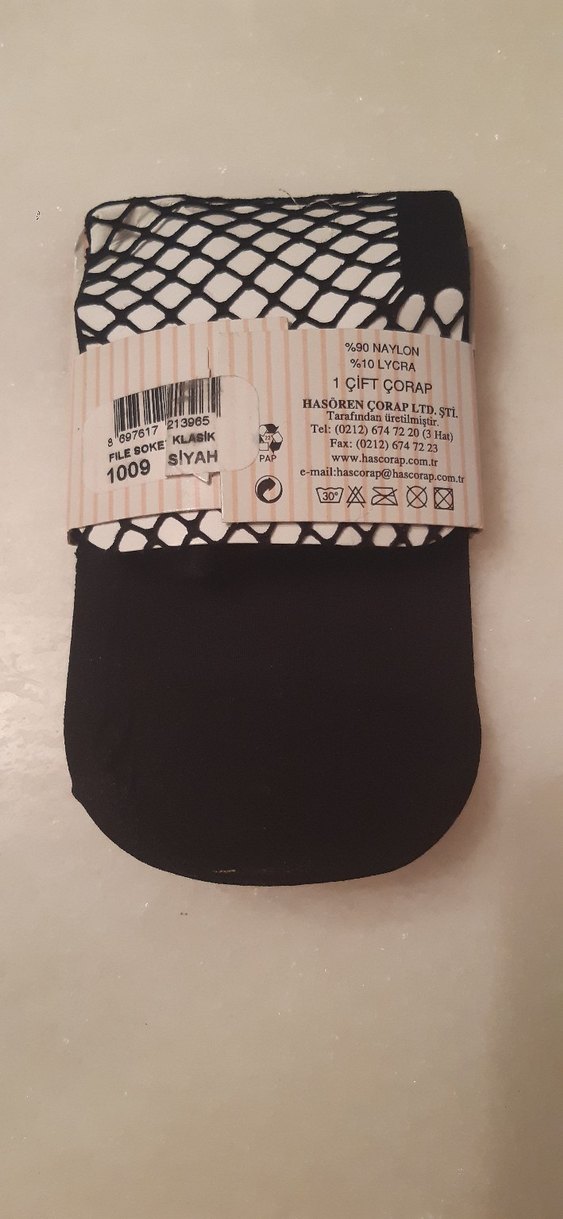 %90 NAYLON
%10 LYCRA
1 ÇİFT ÇORAP
HASÖREN ÇORAP LTD. ŞTİ.
Tarafından üretilmiştir.
Tel: (0212) 674 72 20 (3 Hat)
Fax: (0212) 674 72 23
www.hascorap.com.tr
e-mail:hascorap@hascorap.com.tr
30°
PAP
8 697617 213965
FILE SOKE KLASİK
1009 SİYAH